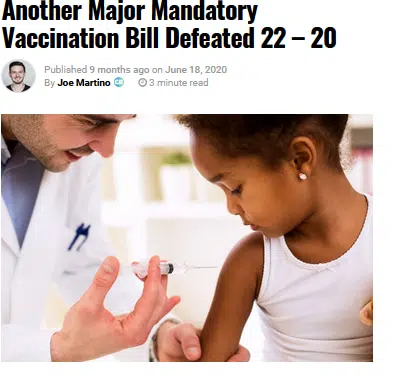 Another Major Mandatory
Vaccination Bill Defeated 22 – 20
Published 9 months ago on June 18, 2020
By Joe Martino CE 3 minute read